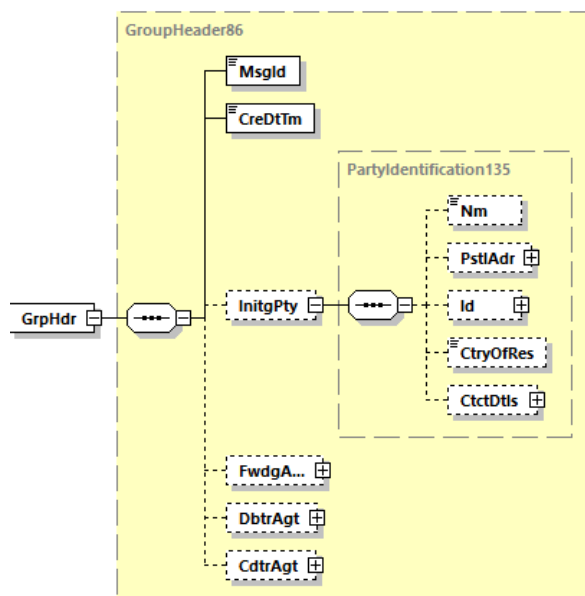 GroupHeader86
MsgId
CreDtTm
PartyIdentification135
Nm
PstlAdr
GrpHdr
InitgPty
Id
CtryOfRes
CtctDtls
FwdgA...
DbtrAgt
CdtrAgt